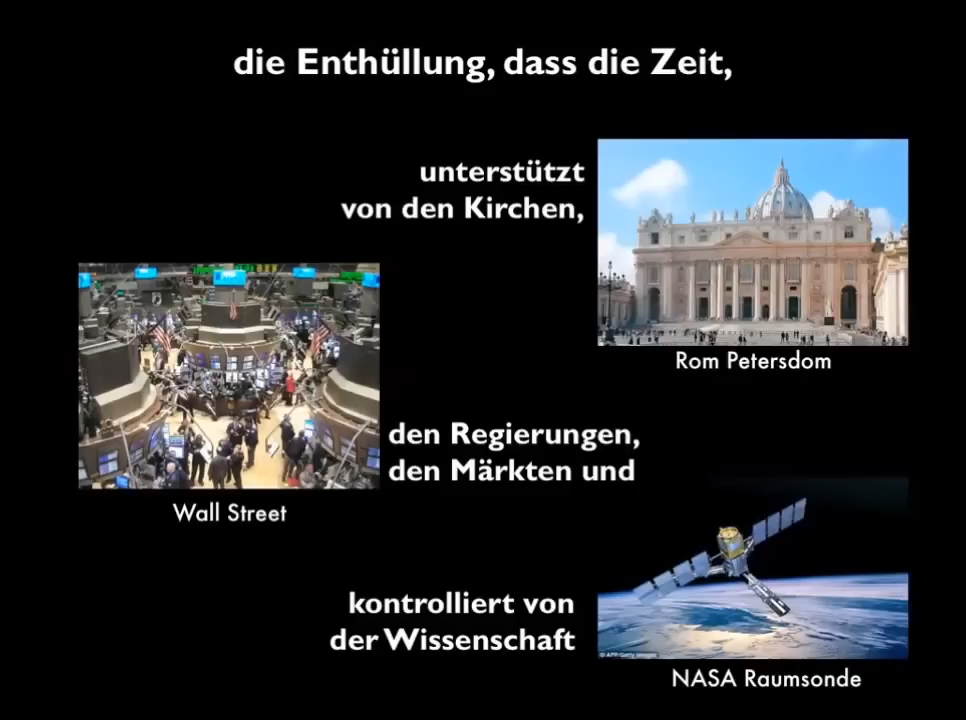 die Enthüllung, dass die Zeit,
unterstützt
von den Kirchen,
Rom Petersdom
den Regierungen,
den Märkten und
Wall Street
kontrolliert von
der Wissenschaft
NASA Raumsonde